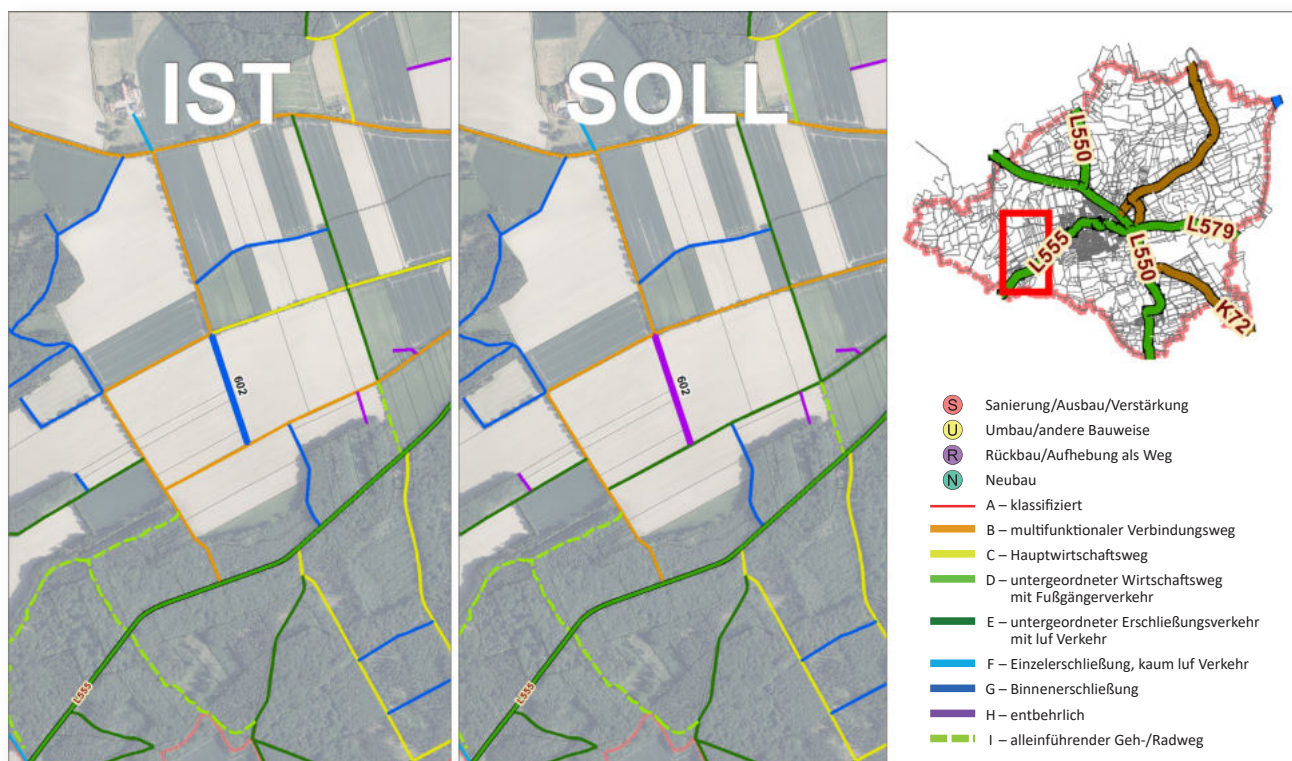 IST
SOLL
602
602
L555
L555
L550
L555
L579
L550
K72
S Sanierung/Ausbau/Verstärkung
U Umbau/andere Bauweise
R Rückbau/Aufhebung als Weg
N Neubau
A – klassifiziert
B – multifunktionaler Verbindungsweg
C – Hauptwirtschaftsweg
D – untergeordneter Wirtschaftsweg
mit Fußgängerverkehr
E – untergeordneter Erschließungsverkehr
mit luf Verkehr
F – Einzelerschließung, kaum luf Verkehr
G – Binnenerschließung
H – entbehrlich
I – alleinführender Geh-/Radweg